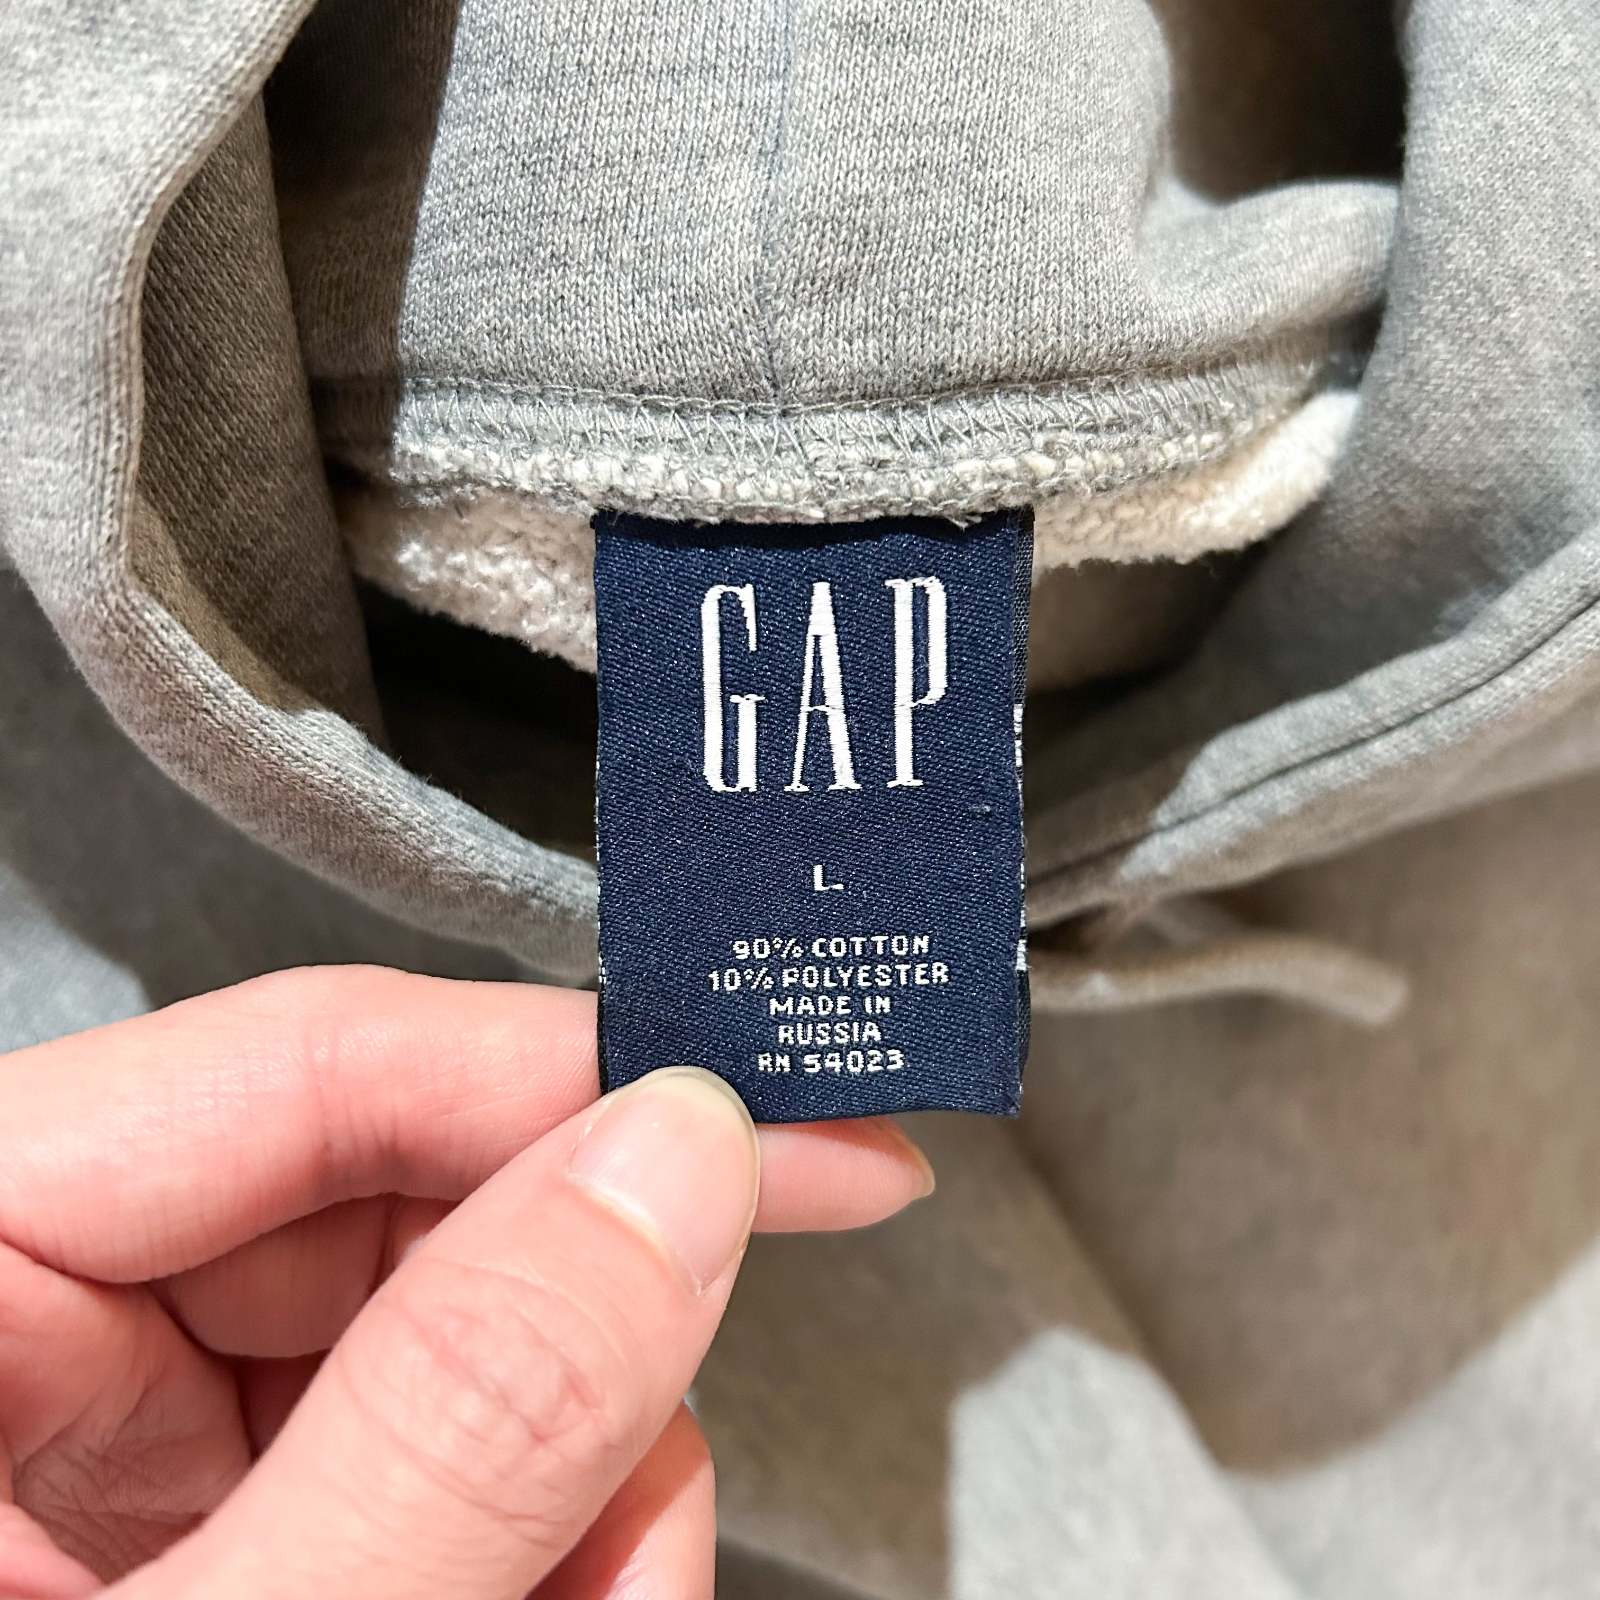 GAP
L
90% COTTON
10% POLYESTER
MADE IN
RUSSIA
RN 54023